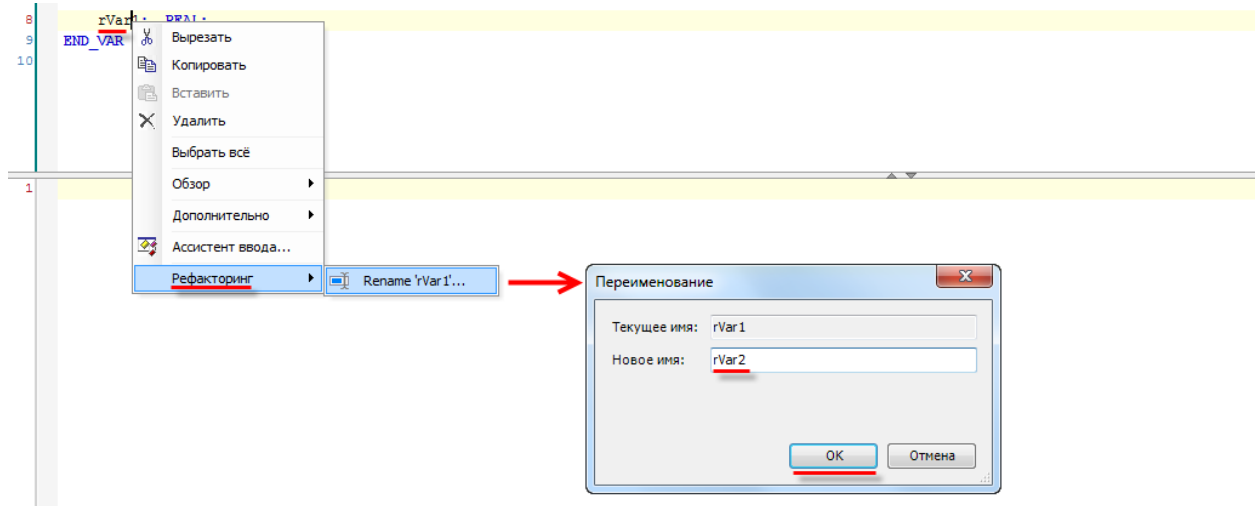 8 rVar1: REAL;
9 END_VAR
10
Вырезать
Копировать
Вставить
Удалить
Выбрать всё
Обзор
Дополнительно
Ассистент ввода...
Рефакторинг
Rename 'rVar1'...
1
Переименование
Текущее имя: rVar1
Новое имя: rVar2
ОК Отмена